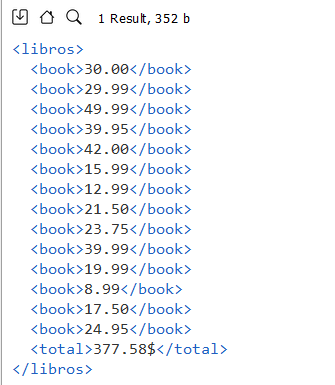 1 Result, 352 b
<libros>
  <book>30.00</book>
  <book>29.99</book>
  <book>49.99</book>
  <book>39.95</book>
  <book>42.00</book>
  <book>15.99</book>
  <book>12.99</book>
  <book>21.50</book>
  <book>23.75</book>
  <book>39.99</book>
  <book>19.99</book>
  <book>8.99</book>
  <book>17.50</book>
  <book>24.95</book>
  <total>377.58$</total>
</libros>